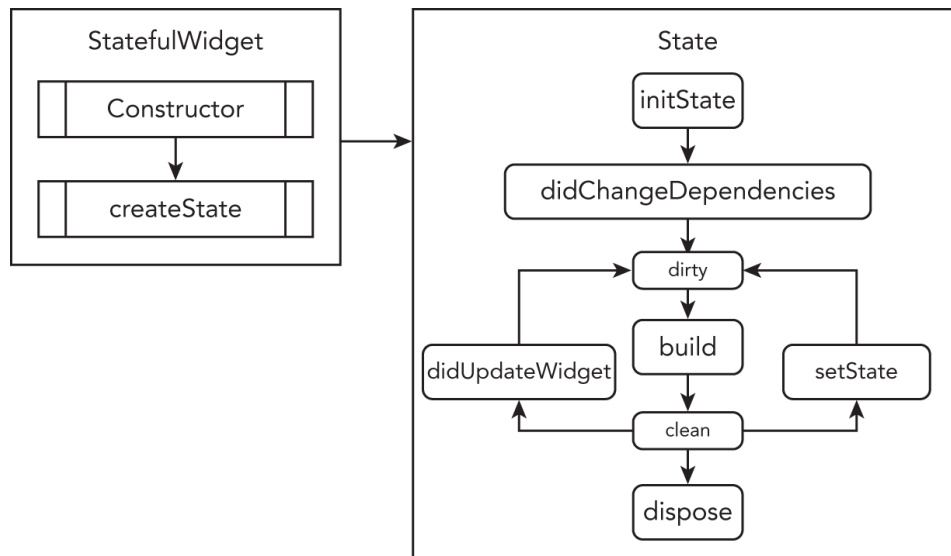 StatefulWidget
Constructor
createState
State
initState
didChangeDependencies
dirty
build
didUpdateWidget
setState
clean
dispose